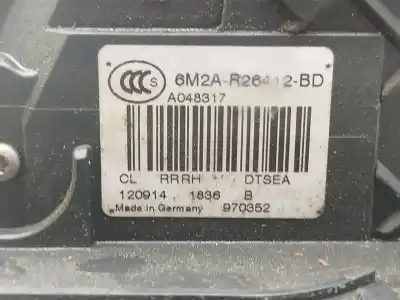 CCC S 6M2A-R26412-BD
A048317
CL RRRH DTSEA
120914 1836 B
Made in Germany 970352